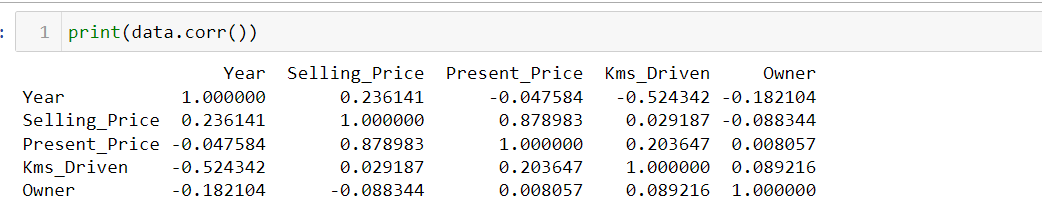 : 1 print(data.corr())
Year Selling_Price Present_Price Kms_Driven Owner
Year 1.000000 0.236141 -0.047584 -0.524342 -0.182104
Selling_Price 0.236141 1.000000 0.878983 0.029187 -0.088344
Present_Price -0.047584 0.878983 1.000000 0.203647 0.008057
Kms_Driven -0.524342 0.029187 0.203647 1.000000 0.089216
Owner -0.182104 -0.088344 0.008057 0.089216 1.000000